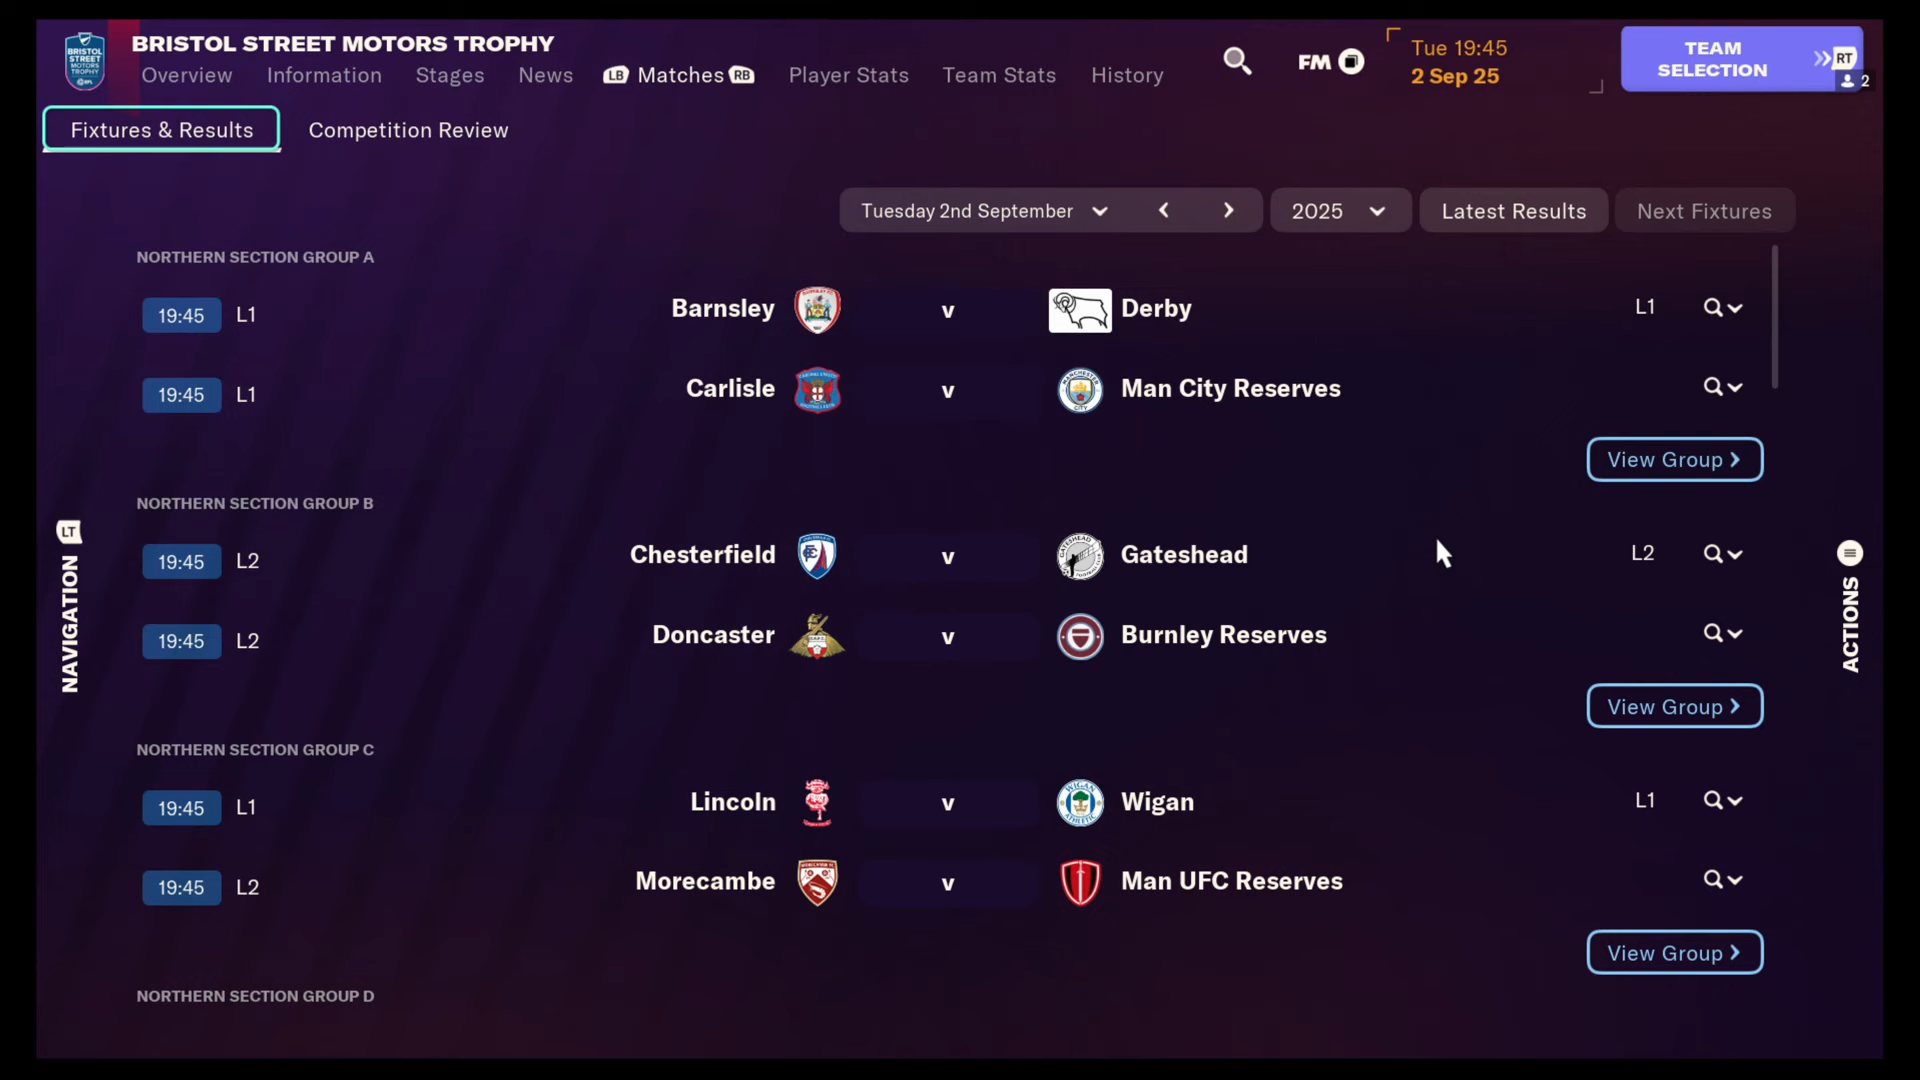 BRISTOL STREET MOTORS TROPHY
BRISTOL STREET MOTORS TROPHY
Overview Information Stages News LB Matches RB Player Stats Team Stats History
FM
Tue 19:45
2 Sep 25
TEAM SELECTION RT
2
Fixtures & Results Competition Review
Tuesday 2nd September 2025 Latest Results Next Fixtures
NORTHERN SECTION GROUP A
19:45 L1 Barnsley v Derby L1
19:45 L1 Carlisle v Man City Reserves
View Group
NORTHERN SECTION GROUP B
19:45 L2 Chesterfield v Gateshead L2
19:45 L2 Doncaster v Burnley Reserves
View Group
NORTHERN SECTION GROUP C
19:45 L1 Lincoln v Wigan L1
19:45 L2 Morecambe v Man UFC Reserves
View Group
NORTHERN SECTION GROUP D
LT
NAVIGATION
ACTIONS